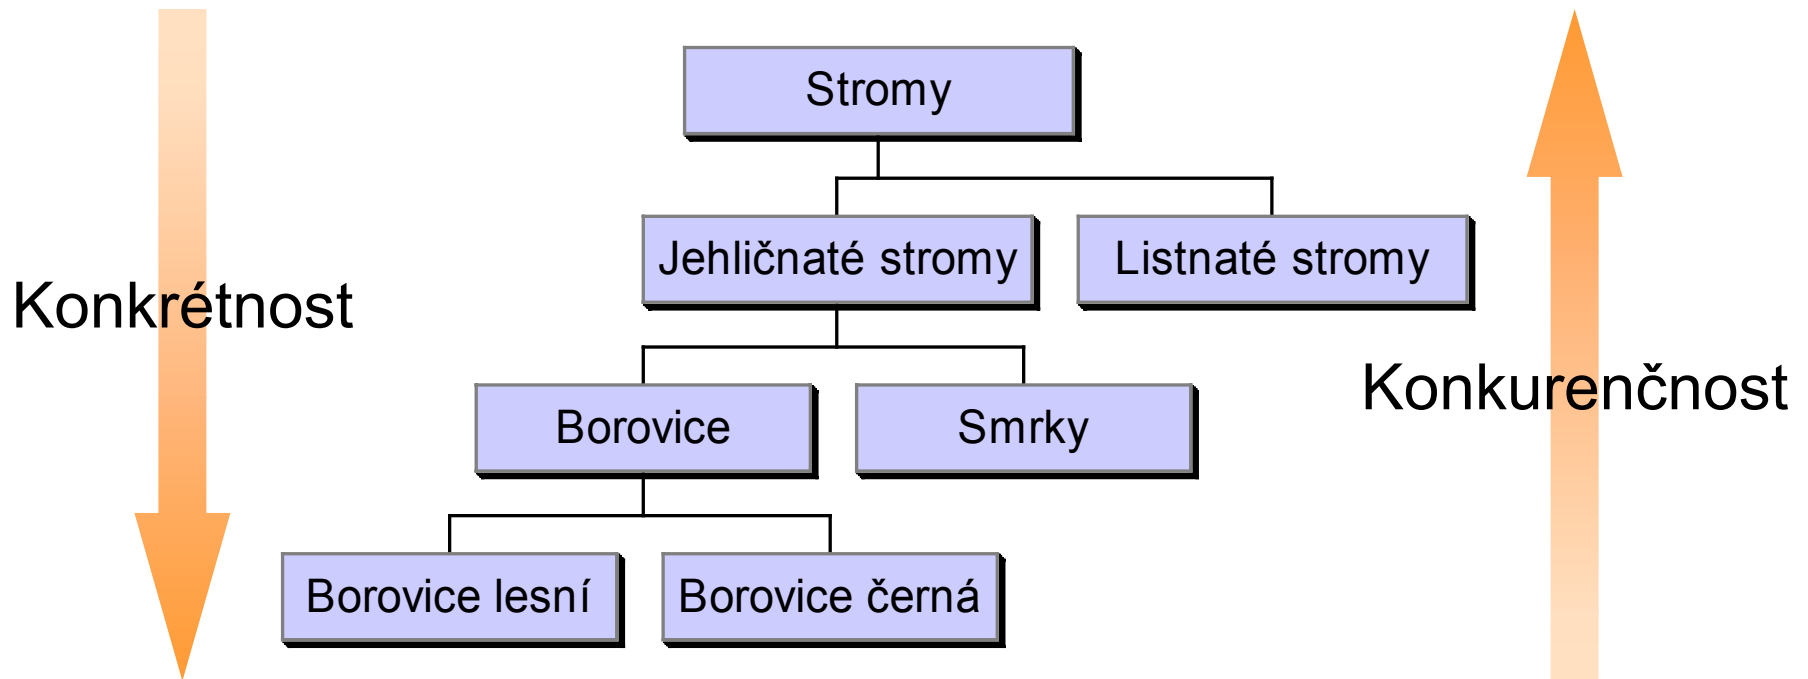 Stromy
Jehličnaté stromy
Listnaté stromy
Konkrétnost
Konkurenčnost
Borovice
Smrky
Borovice lesní
Borovice černá